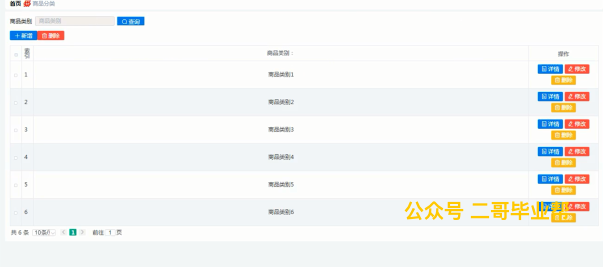 首页 商品分类
商品类别 商品类别 查询
新增 删除
索引 商品类别 操作
1 商品类别1 详情 修改 删除
2 商品类别2 详情 修改 删除
3 商品类别3 详情 修改 删除
4 商品类别4 详情 修改 删除
5 商品类别5 详情 修改 删除
6 商品类别6 修改
公众号 二哥毕业
共 6 条 10条/ 1 前往 1 页